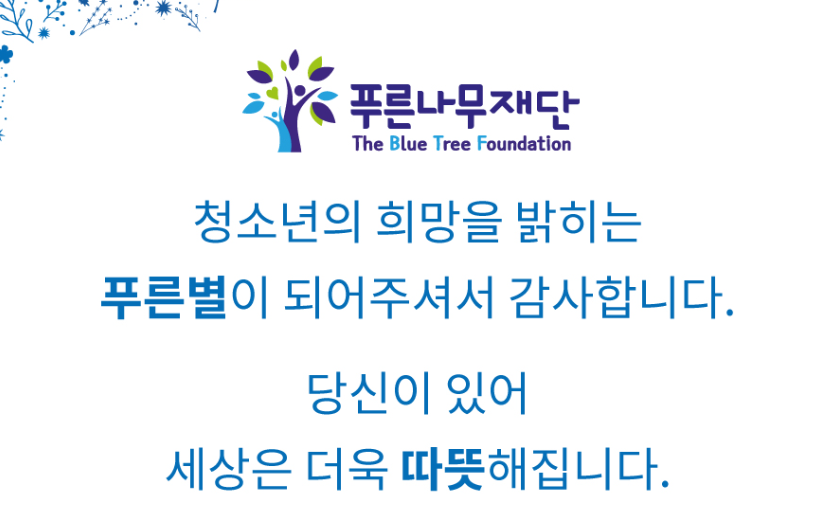 푸른나무재단
The Blue Tree Foundation
청소년의 희망을 밝히는
푸른별이 되어주셔서 감사합니다.
당신이 있어
세상은 더욱 따뜻해집니다.